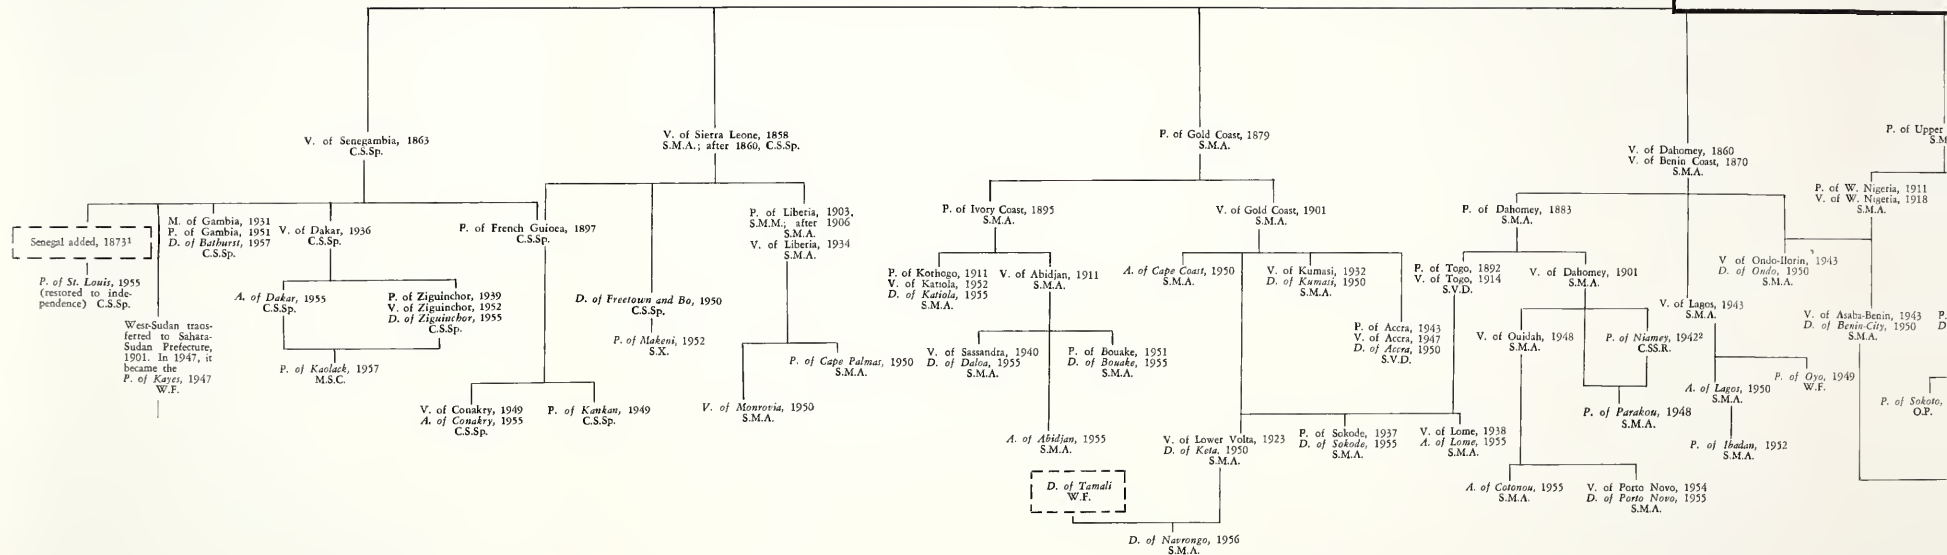 V. of Senegambia, 1863
C.S.Sp.
Senegal added, 1873¹
P. of St. Louis, 1955
(restored to inde-
pendence) C.S.Sp.
West-Sudan trans-
ferred to Sahara-
Sudan Prefecture,
1901. In 1947, it
became the
P. of Kayes, 1947
W.F.
M. of Gambia, 1931
P. of Gambia, 1951
D. of Bathurst, 1957
C.S.Sp.
V. of Dakar, 1936
C.S.Sp.
A. of Dakar, 1955
C.S.Sp.
P. of Ziguinchor, 1939
V. of Ziguinchor, 1952
D. of Ziguinchor, 1955
C.S.Sp.
P. of Kaolack, 1957
M.S.C.
P. of French Guinea, 1897
C.S.Sp.
V. of Conakry, 1949
A. of Conakry, 1955
C.S.Sp.
P. of Kankan, 1949
C.S.Sp.
V. of Sierra Leone, 1858
S.M.A.; after 1860, C.S.Sp.
D. of Freetown and Bo, 1950
C.S.Sp.
P. of Makeni, 1952
S.X.
P. of Liberia, 1903,
S.M.M.; after 1906
S.M.A.
V. of Liberia, 1934
S.M.A.
V. of Monrovia, 1950
S.M.A.
P. of Cape Palmas, 1950
S.M.A.
P. of Gold Coast, 1879
S.M.A.
P. of Ivory Coast, 1895
S.M.A.
P. of Korhogo, 1911
V. of Katiola, 1952
D. of Katiola, 1955
S.M.A.
V. of Abidjan, 1911
S.M.A.
V. of Sassandra, 1940
D. of Daloa, 1955
S.M.A.
P. of Bouake, 1951
D. of Bouake, 1955
S.M.A.
A. of Abidjan, 1955
S.M.A.
V. of Gold Coast, 1901
S.M.A.
A. of Cape Coast, 1950
S.M.A.
V. of Kumasi, 1932
D. of Kumasi, 1950
S.M.A.
P. of Accra, 1943
V. of Accra, 1947
D. of Accra, 1950
S.V.D.
V. of Lower Volta, 1923
D. of Keta, 1950
S.M.A.
P. of Sokode, 1937
D. of Sokode, 1955
S.M.A.
V. of Lome, 1938
A. of Lome, 1955
S.M.A.
D. of Tamali
W.F.
D. of Navrongo, 1956
S.M.A.
V. of Dahomey, 1860
V. of Benin Coast, 1870
S.M.A.
P. of Dahomey, 1883
S.M.A.
P. of Togo, 1892
V. of Togo, 1914
S.V.D.
V. of Dahomey, 1901
S.M.A.
V. of Ouidah, 1948
S.M.A.
P. of Niamey, 1942²
C.SS.R.
P. of Parakou, 1948
S.M.A.
A. of Cotonou, 1955
S.M.A.
V. of Porto Novo, 1954
D. of Porto Novo, 1955
S.M.A.
V. of Lagos, 1943
S.M.A.
A. of Lagos, 1950
S.M.A.
P. of Oyo, 1949
W.F.
P. of Ibadan, 1952
S.M.A.
V of Ondo-Ilorin, 1943
D. of Ondo, 1950
S.M.A.
P. of Upper
S.M
P. of W. Nigeria, 1911
V. of W. Nigeria, 1918
S.M.A.
V. of Asaba-Benin, 1943
D. of Benin-City, 1950
S.M.A.
P.
D
P. of Sokoto,
O.P.